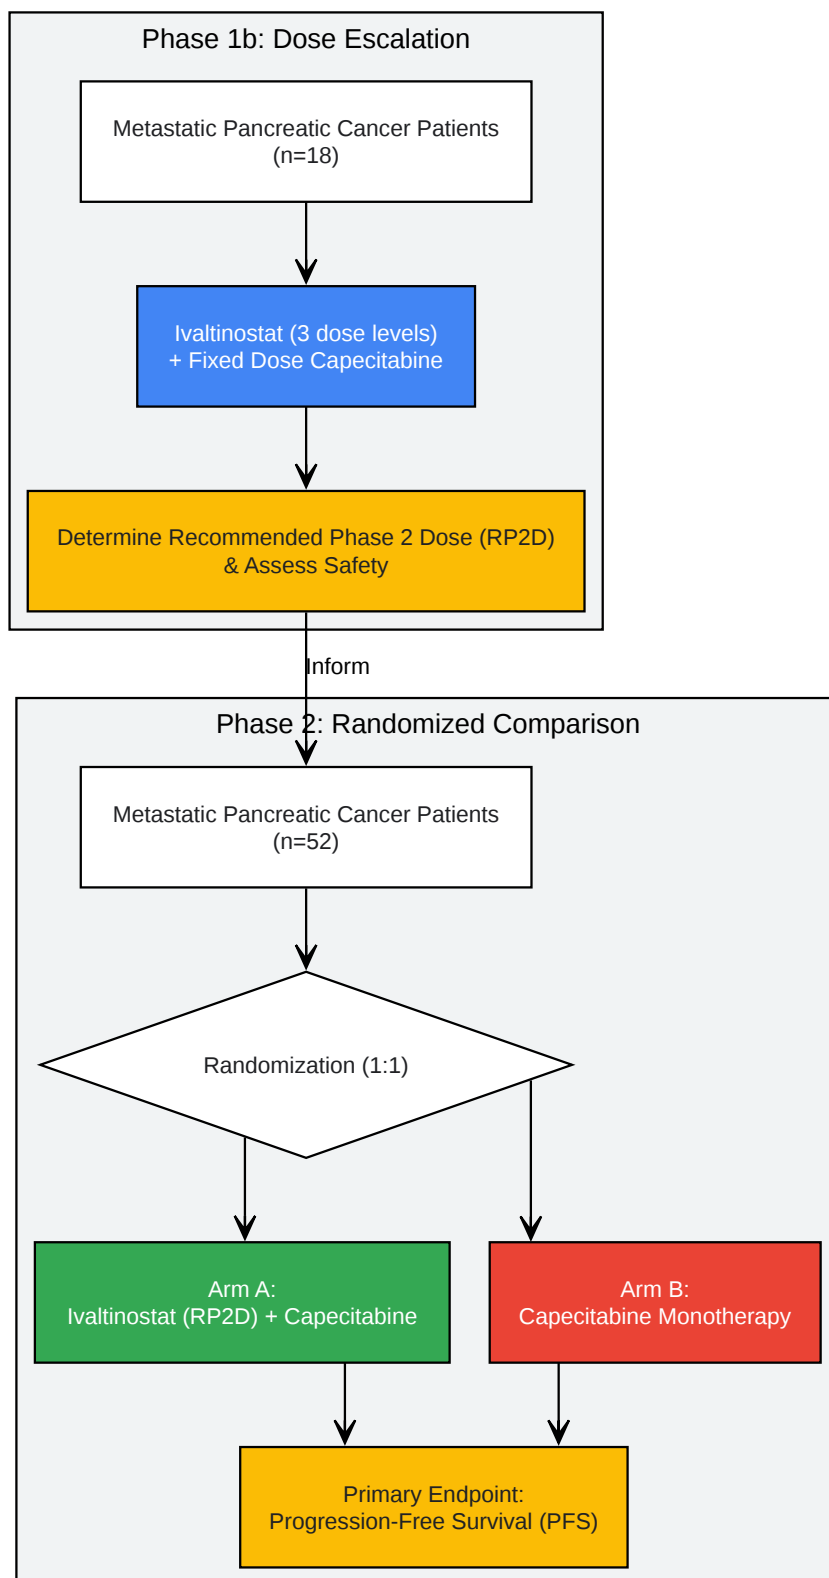 Phase 1b: Dose Escalation
Metastatic Pancreatic Cancer Patients
(n=18)
Ivaltinostat (3 dose levels)
+ Fixed Dose Capecitabine
Determine Recommended Phase 2 Dose (RP2D)
& Assess Safety
Inform
Phase 2: Randomized Comparison
Metastatic Pancreatic Cancer Patients
(n=52)
Randomization (1:1)
Arm A:
Ivaltinostat (RP2D) + Capecitabine
Arm B:
Capecitabine Monotherapy
Primary Endpoint:
Progression-Free Survival (PFS)